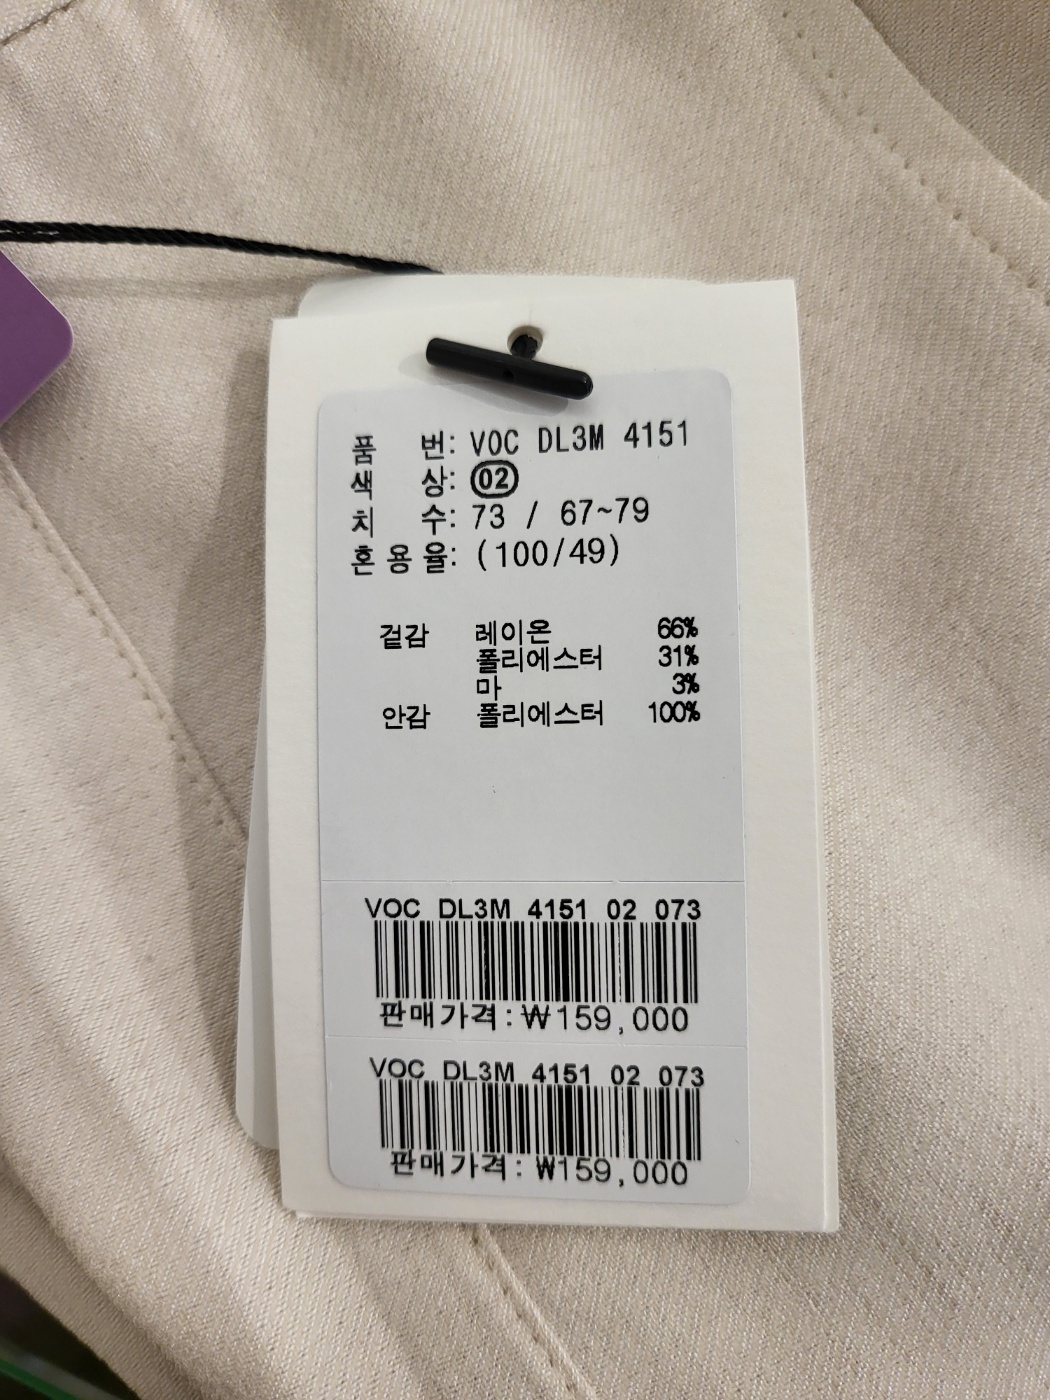 품 번: VOC DL3M 4151
색 상: 02
치 수: 73 / 67~79
혼 용 율: (100/49)
겉감 레이온 66%
폴리에스터 31%
마 3%
안감 폴리에스터 100%
VOC DL3M 4151 02 073
판매가격:₩159,000
VOC DL3M 4151 02 073
판매가격:₩159,000